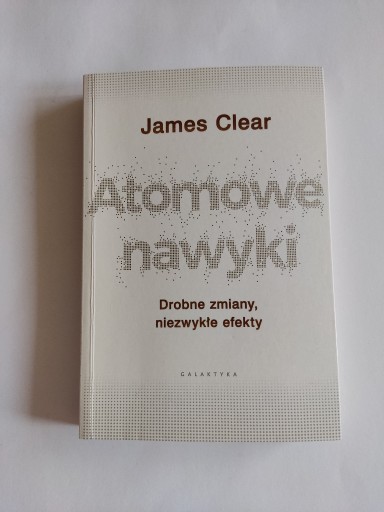 James Clear
Atomowe
nawyki
Drobne zmiany,
niezwykłe efekty
GALAKTYKA